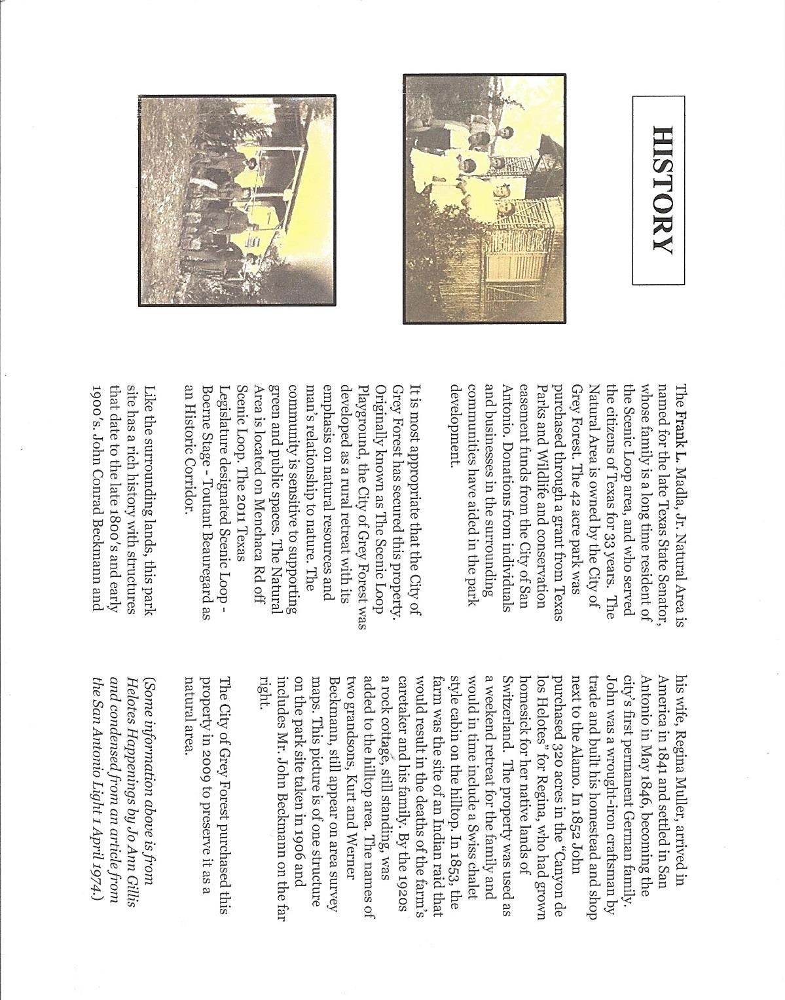 HISTORY
The Frank L. Madla, Jr. Natural Area is
named for the late Texas State Senator,
whose family is a long time resident of
the Scenic Loop area, and who served
the citizens of Texas for 33 years. The
Natural Area is owned by the City of
Grey Forest. The 42 acre park was
purchased through a grant from Texas
Parks and Wildlife and conservation
easement funds from the City of San
Antonio. Donations from individuals
and businesses in the surrounding
communities have aided in the park
development.
It is most appropriate that the City of
Grey Forest has secured this property.
Originally known as The Scenic Loop
Playground, the City of Grey Forest was
developed as a rural retreat with its
emphasis on natural resources and
man's relationship to nature. The
community is sensitive to supporting
green and public spaces. The Natural
Area is located on Menchaca Rd off
Scenic Loop. The 2011 Texas
Legislature designated Scenic Loop -
Boerne Stage - Toutant Beauregard as
an Historic Corridor.
Like the surrounding lands, this park
site has a rich history with structures
that date to the late 1800's and early
1900's. John Conrad Beckmann and
his wife, Regina Muller, arrived in
America in 1841 and settled in San
Antonio in May 1846, becoming the
city's first permanent German family.
John was a wrought-iron craftsman by
trade and built his homestead and shop
next to the Alamo. In 1852 John
purchased 320 acres in the “Canyon de
los Helotes” for Regina, who had grown
homesick for her native lands of
Switzerland. The property was used as
a weekend retreat for the family and
would in time include a Swiss chalet
style cabin on the hilltop. In 1853, the
farm was the site of an Indian raid that
would result in the deaths of the farm's
caretaker and his family. By the 1920s
a rock cottage, still standing, was
added to the hilltop area. The names of
two grandsons, Kurt and Werner
Beckmann, still appear on area survey
maps. This picture is of one structure
on the park site taken in 1906 and
includes Mr. John Beckmann on the far
right.
The City of Grey Forest purchased this
property in 2009 to preserve it as a
natural area.
(Some information above is from
Helotes Happenings by Jo Ann Gillis
and condensed from an article from
the San Antonio Light 1 April 1974.)